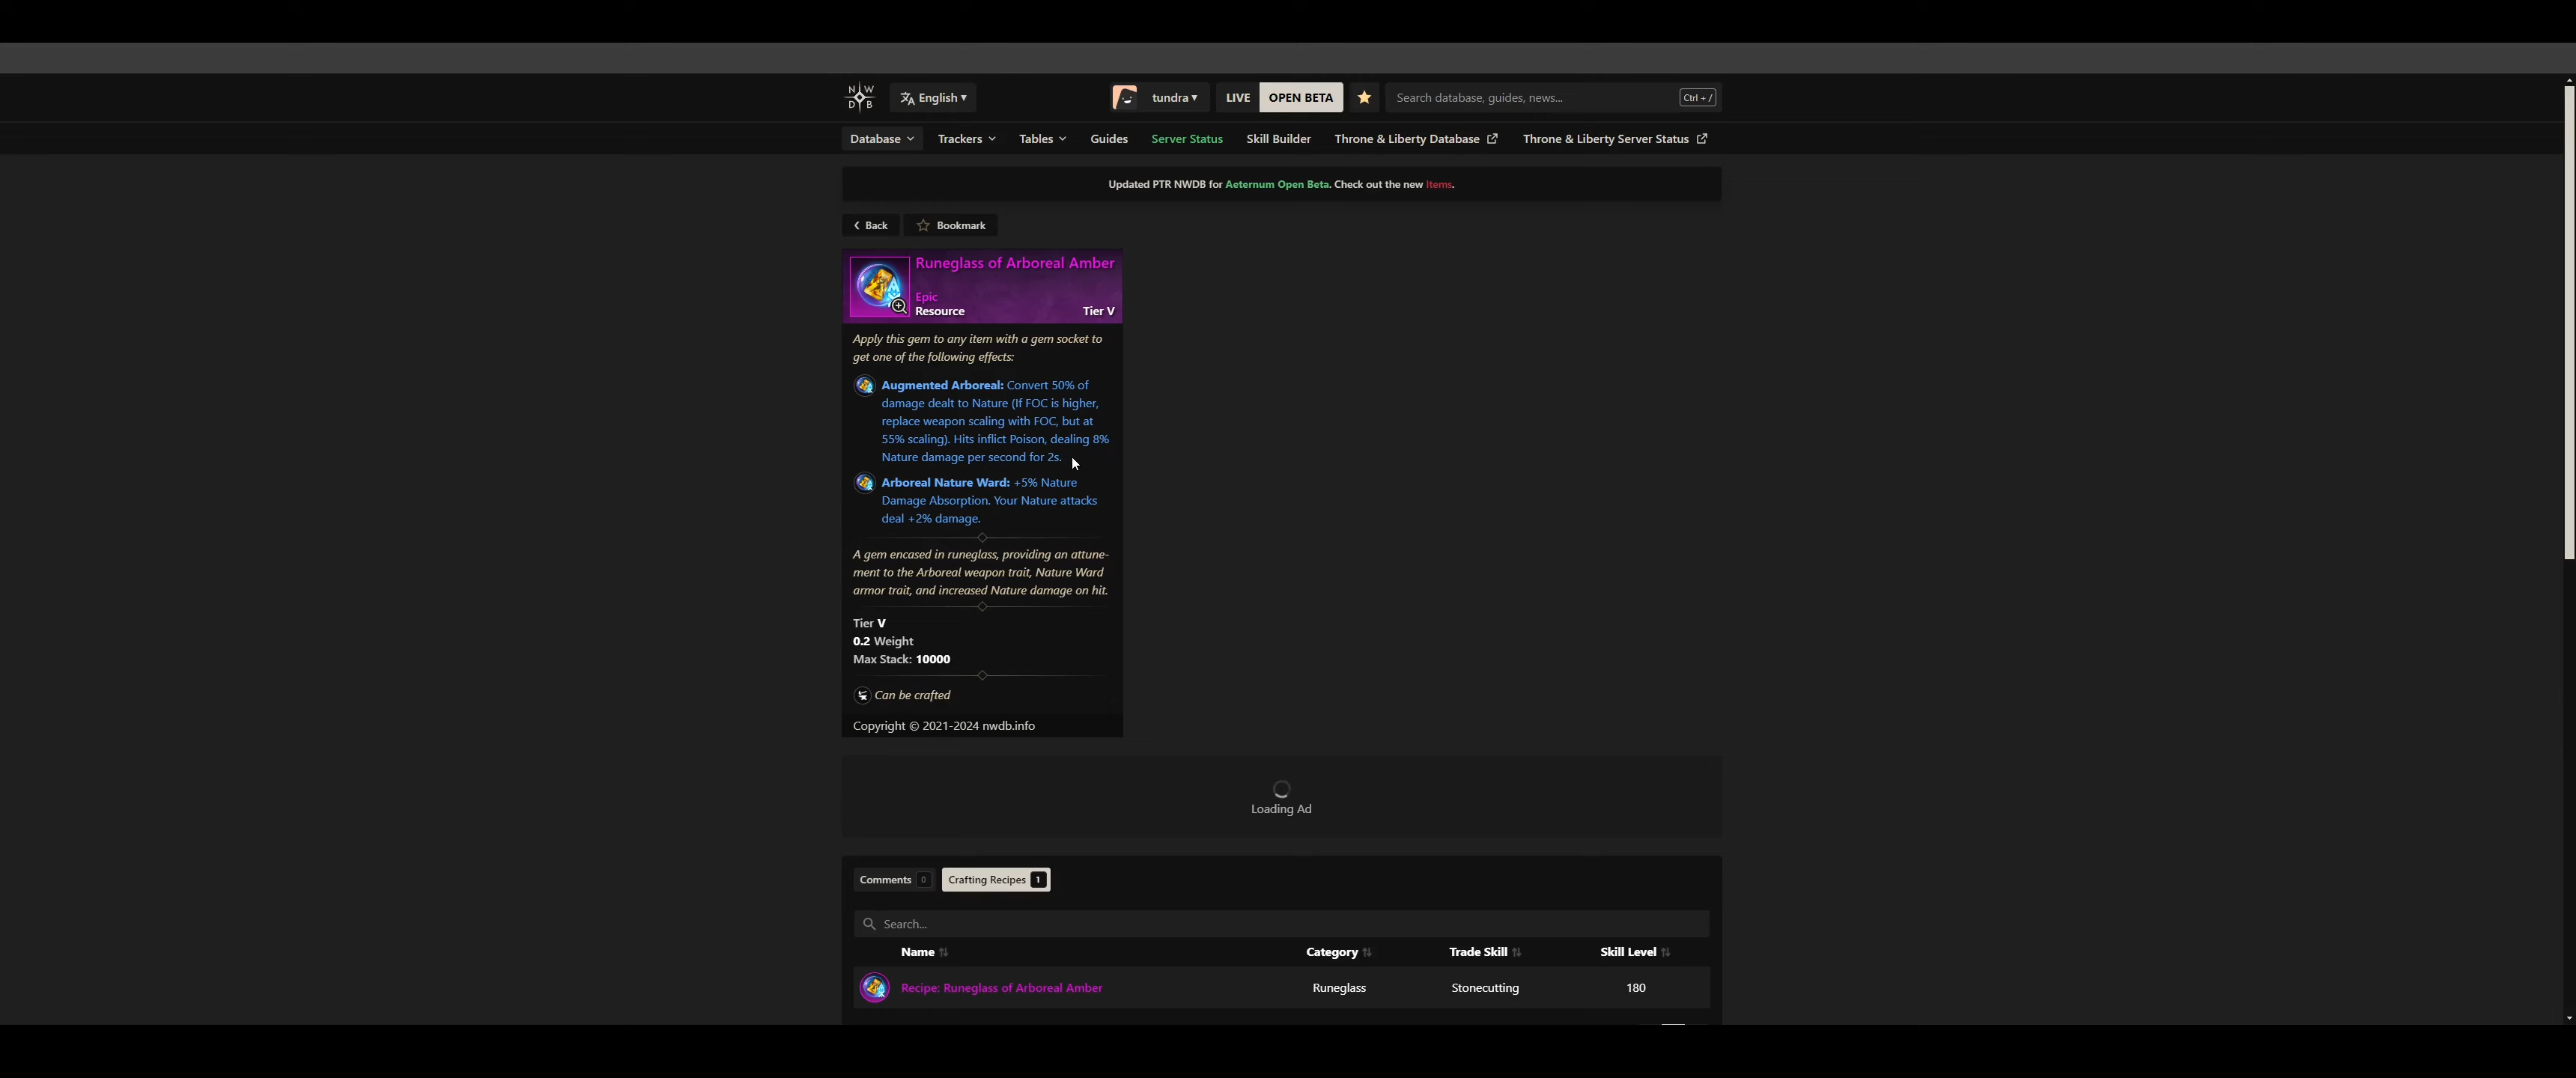 N W
D B
English ▾
tundra ▾
LIVE
OPEN BETA
Search database, guides, news...
Ctrl + /
Database
Trackers
Tables
Guides
Server Status
Skill Builder
Throne & Liberty Database
Throne & Liberty Server Status
Updated PTR NWDB for Aeternum Open Beta. Check out the new Items.
Back
Bookmark
Runeglass of Arboreal Amber
Epic
Resource
Tier V
Apply this gem to any item with a gem socket to
get one of the following effects:
Augmented Arboreal: Convert 50% of
damage dealt to Nature (If FOC is higher,
replace weapon scaling with FOC, but at
55% scaling). Hits inflict Poison, dealing 8%
Nature damage per second for 2s.
Arboreal Nature Ward: +5% Nature
Damage Absorption. Your Nature attacks
deal +2% damage.
A gem encased in runeglass, providing an attune-
ment to the Arboreal weapon trait, Nature Ward
armor trait, and increased Nature damage on hit.
Tier V
0.2 Weight
Max Stack: 10000
Can be crafted
Copyright © 2021-2024 nwdb.info
Loading Ad
Comments 0
Crafting Recipes 1
Search...
Name
Category
Trade Skill
Skill Level
Recipe: Runeglass of Arboreal Amber
Runeglass
Stonecutting
180